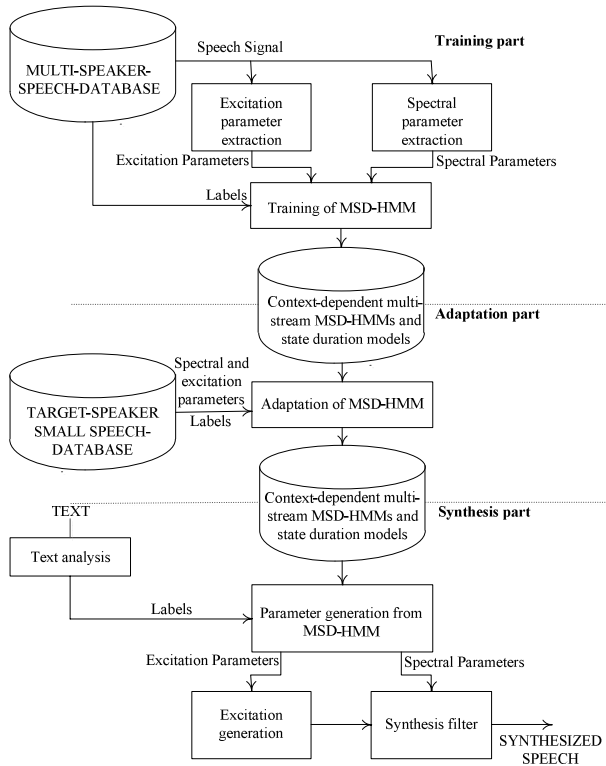 Speech Signal
Training part
MULTI-SPEAKER-
SPEECH-DATABASE
Excitation
parameter
extraction
Spectral
parameter
extraction
Excitation Parameters
Spectral Parameters
Labels
Training of MSD-HMM
Context-dependent multi-
stream MSD-HMMs and
state duration models
Adaptation part
Spectral and
excitation
parameters
Labels
TARGET-SPEAKER
SMALL SPEECH-
DATABASE
Adaptation of MSD-HMM
Context-dependent multi-
stream MSD-HMMs and
state duration models
Synthesis part
TEXT
Text analysis
Labels
Parameter generation from
MSD-HMM
Excitation Parameters
Spectral Parameters
Excitation
generation
Synthesis filter
SYNTHESIZED
SPEECH